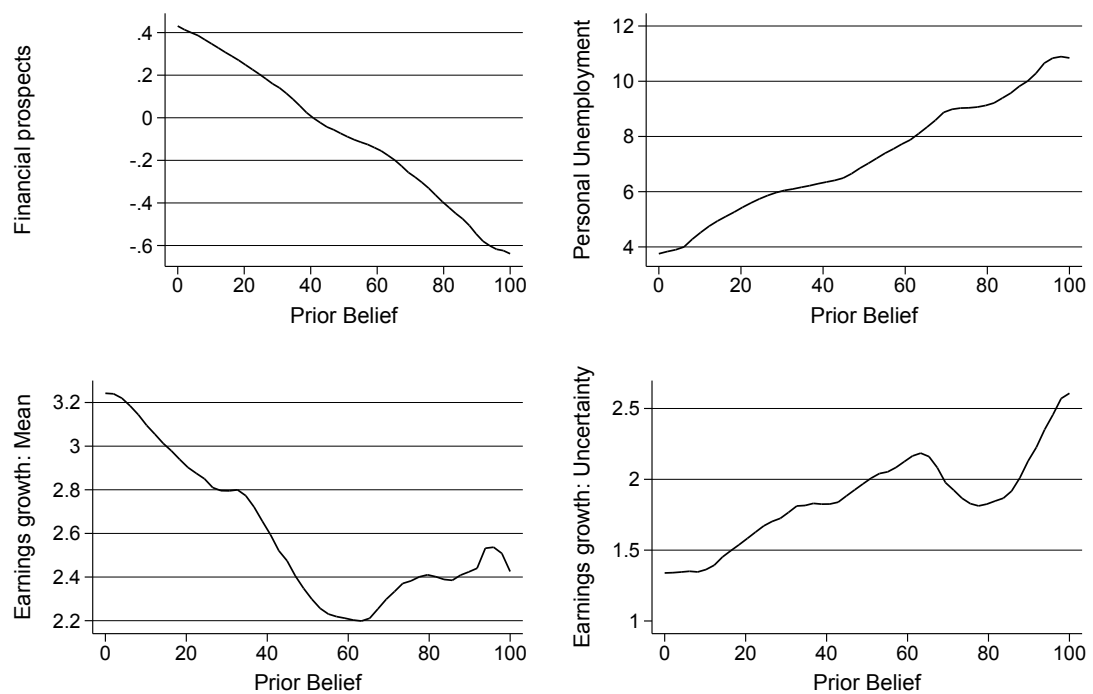 Financial prospects
.4
.2
0
-.2
-.4
-.6
0 20 40 60 80 100
Prior Belief
Personal Unemployment
12
10
8
6
4
0 20 40 60 80 100
Prior Belief
Earnings growth: Mean
3.2
3
2.8
2.6
2.4
2.2
0 20 40 60 80 100
Prior Belief
Earnings growth: Uncertainty
2.5
2
1.5
1
0 20 40 60 80 100
Prior Belief